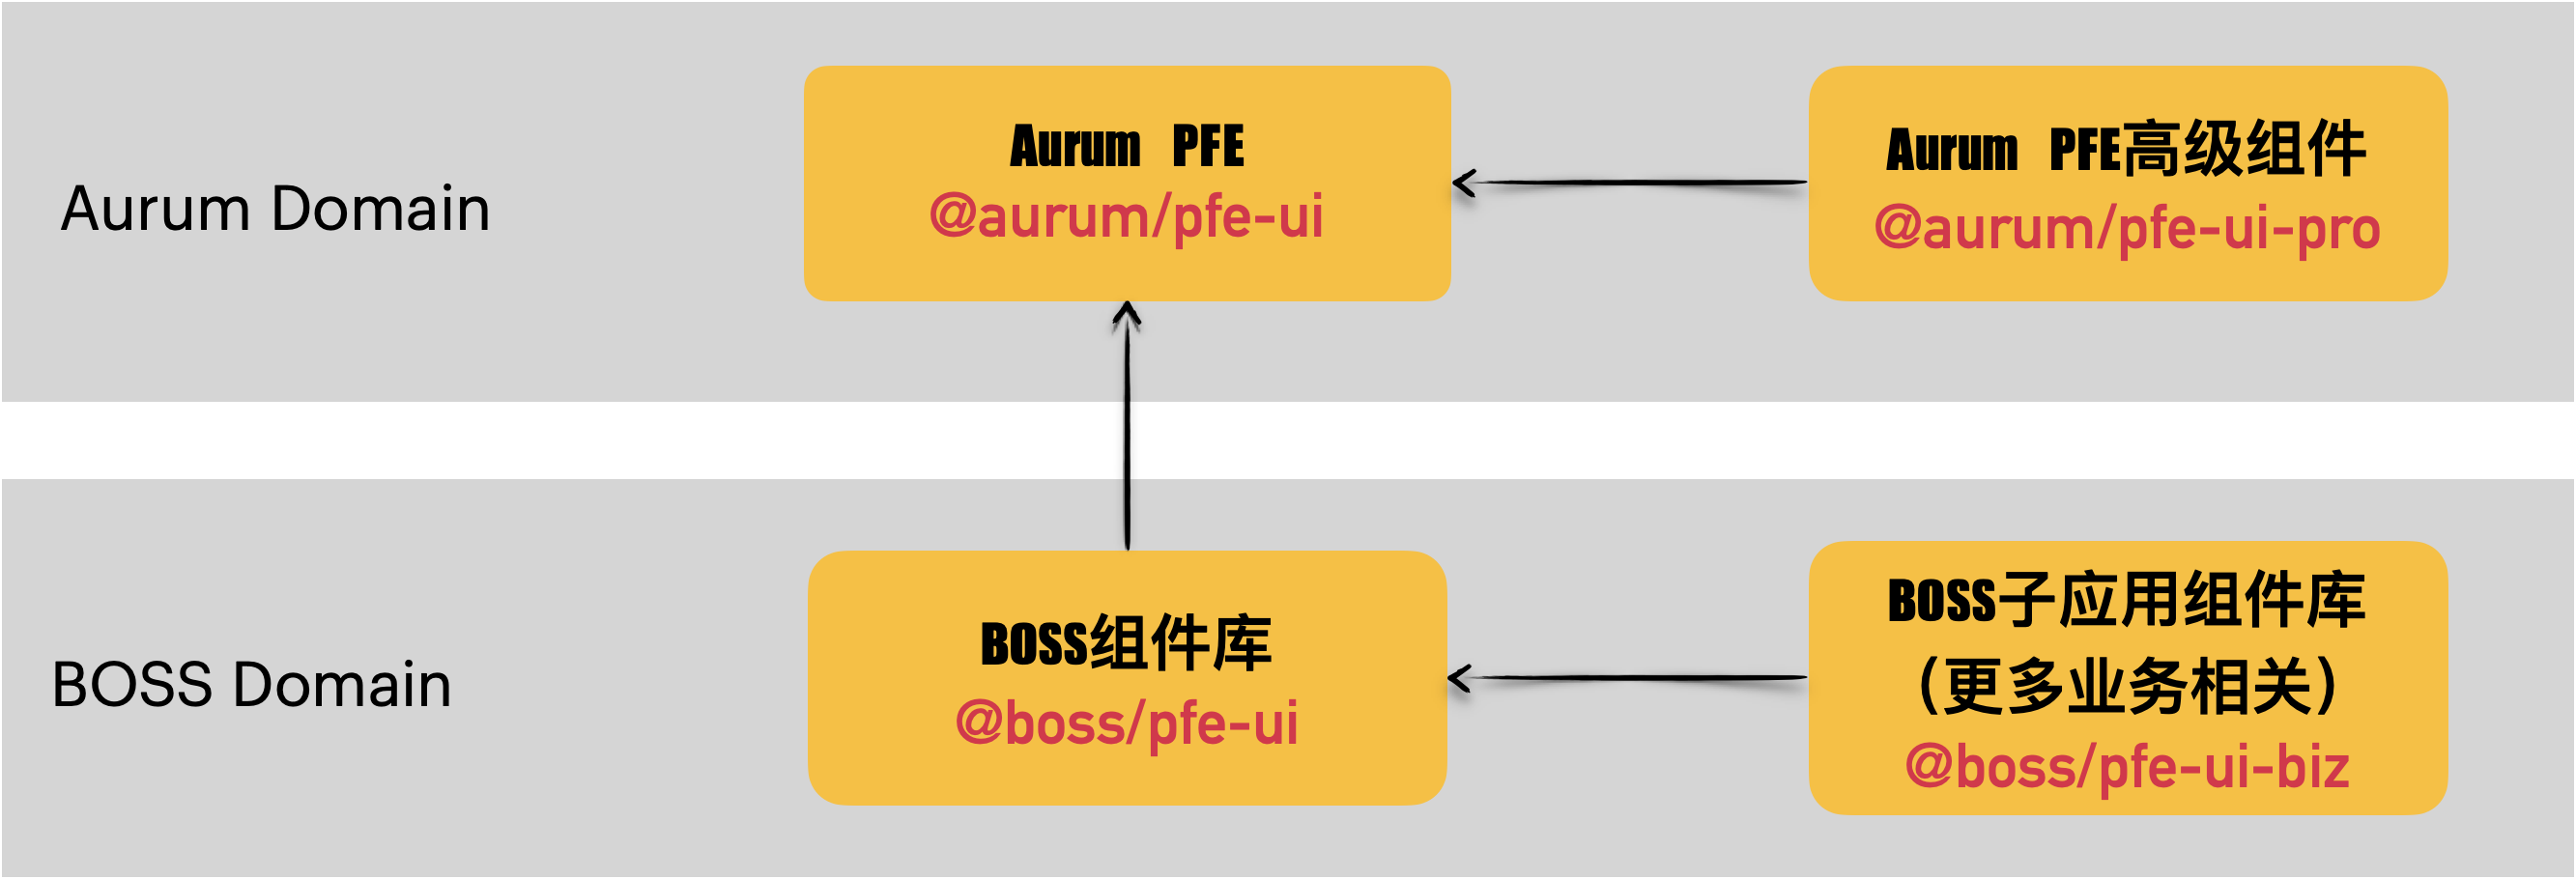 Aurum Domain
Aurum PFE
@aurum/pfe-ui
Aurum PFE高级组件
@aurum/pfe-ui-pro
BOSS Domain
BOSS组件库
@boss/pfe-ui
BOSS子应用组件库
（更多业务相关）
@boss/pfe-ui-biz